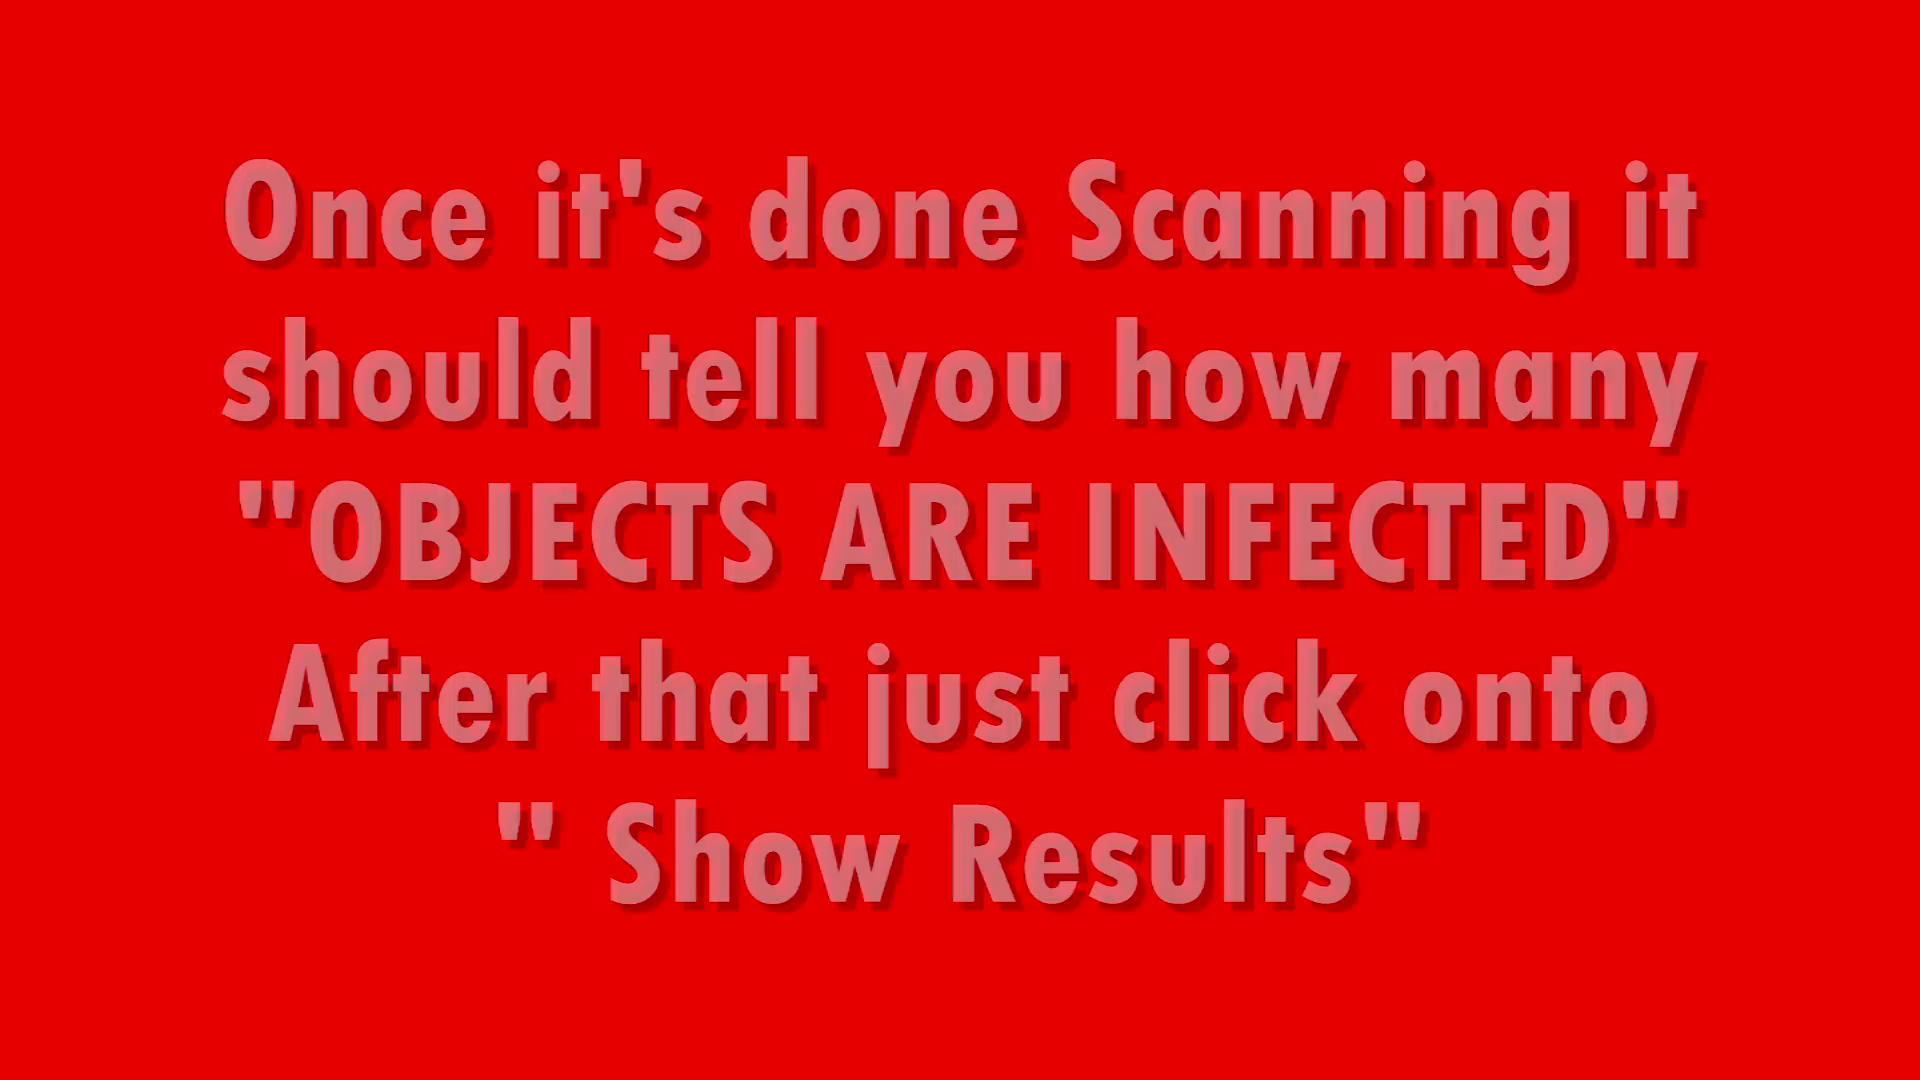 Once it's done Scanning it
should tell you how many
"OBJECTS ARE INFECTED"
After that just click onto
" Show Results"